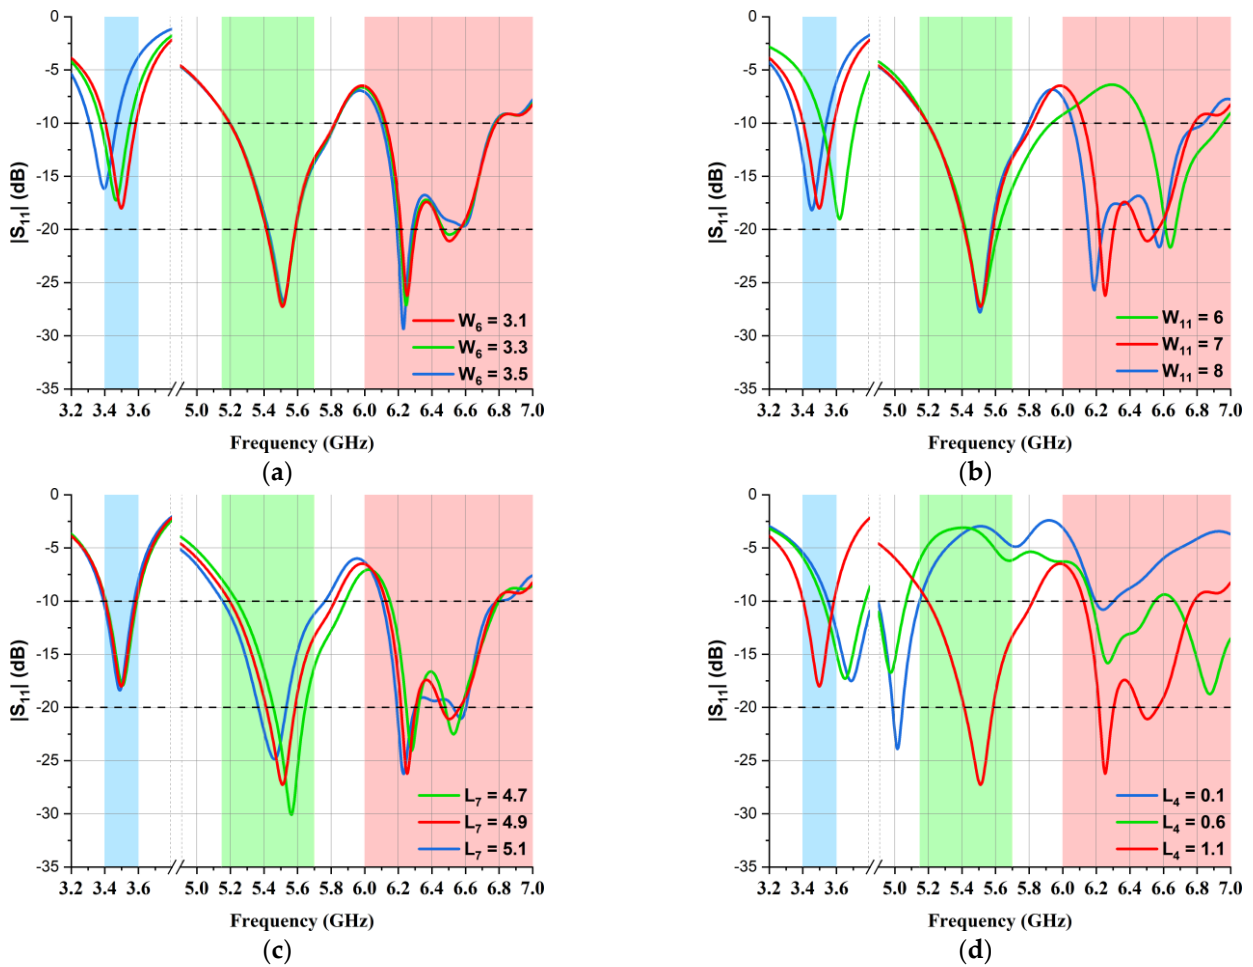 0
-5
-10
-15
-20
-25
-30
-35
|S11| (dB)
W6 = 3.1
W6 = 3.3
W6 = 3.5
3.2 3.4 3.6 5.0 5.2 5.4 5.6 5.8 6.0 6.2 6.4 6.6 6.8 7.0
Frequency (GHz)
(a)
0
-5
-10
-15
-20
-25
-30
-35
|S11| (dB)
W11 = 6
W11 = 7
W11 = 8
3.2 3.4 3.6 5.0 5.2 5.4 5.6 5.8 6.0 6.2 6.4 6.6 6.8 7.0
Frequency (GHz)
(b)
0
-5
-10
-15
-20
-25
-30
-35
|S11| (dB)
L7 = 4.7
L7 = 4.9
L7 = 5.1
3.2 3.4 3.6 5.0 5.2 5.4 5.6 5.8 6.0 6.2 6.4 6.6 6.8 7.0
Frequency (GHz)
(c)
0
-5
-10
-15
-20
-25
-30
-35
|S11| (dB)
L4 = 0.1
L4 = 0.6
L4 = 1.1
3.2 3.4 3.6 5.0 5.2 5.4 5.6 5.8 6.0 6.2 6.4 6.6 6.8 7.0
Frequency (GHz)
(d)